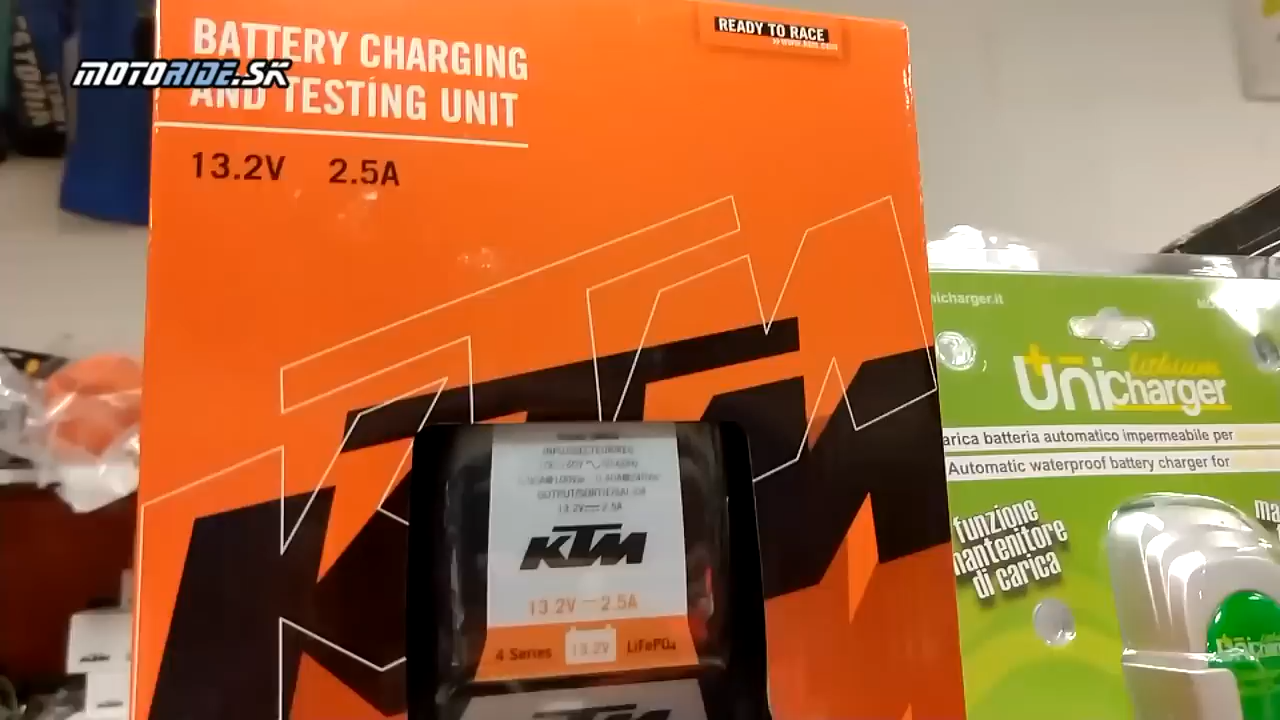 BATTERY CHARGING
AND TESTING UNIT
13.2V 2.5A
READY TO RACE
MOTORIDE.SK
KTM
13.2V 2.5A
4 Series 13.2V LiFePO₄
KTM
nicharger.it
lithium
Unicharger
arica batteria automatico impermeabile per
Automatic waterproof battery charger for
funzione
mantenitore
di carica